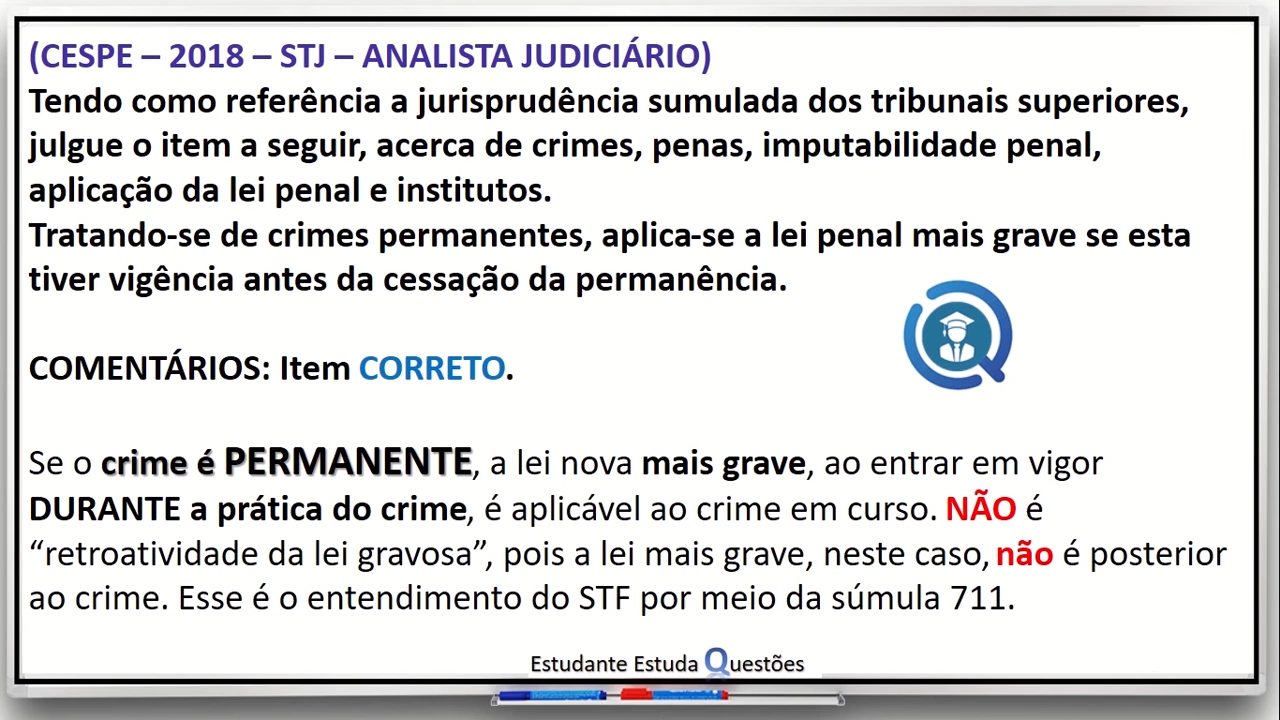 (CESPE – 2018 – STJ – ANALISTA JUDICIÁRIO)
Tendo como referência a jurisprudência sumulada dos tribunais superiores,
julgue o item a seguir, acerca de crimes, penas, imputabilidade penal,
aplicação da lei penal e institutos.
Tratando-se de crimes permanentes, aplica-se a lei penal mais grave se esta
tiver vigência antes da cessação da permanência.
COMENTÁRIOS: Item CORRETO.
Se o crime é PERMANENTE, a lei nova mais grave, ao entrar em vigor
DURANTE a prática do crime, é aplicável ao crime em curso. NÃO é
“retroatividade da lei gravosa”, pois a lei mais grave, neste caso, não é posterior
ao crime. Esse é o entendimento do STF por meio da súmula 711.
Estudante Estuda Questões